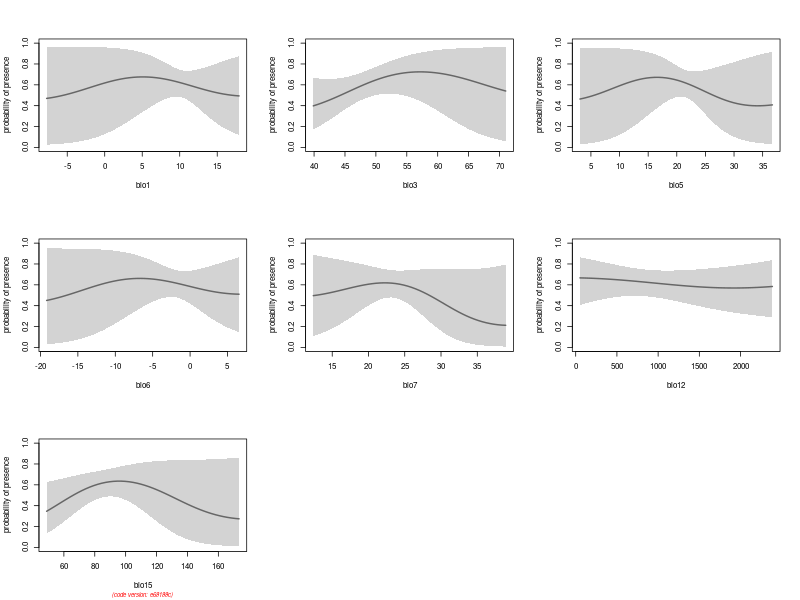 probability of presence
0.0 0.2 0.4 0.6 0.8 1.0
-5 0 5 10 15
bio1
probability of presence
0.0 0.2 0.4 0.6 0.8 1.0
40 45 50 55 60 65 70
bio3
probability of presence
0.0 0.2 0.4 0.6 0.8 1.0
5 10 15 20 25 30 35
bio5
probability of presence
0.0 0.2 0.4 0.6 0.8 1.0
-20 -15 -10 -5 0 5
bio6
probability of presence
0.0 0.2 0.4 0.6 0.8 1.0
15 20 25 30 35
bio7
probability of presence
0.0 0.2 0.4 0.6 0.8 1.0
0 500 1000 1500 2000
bio12
probability of presence
0.0 0.2 0.4 0.6 0.8 1.0
60 80 100 120 140 160
bio15
(code version: